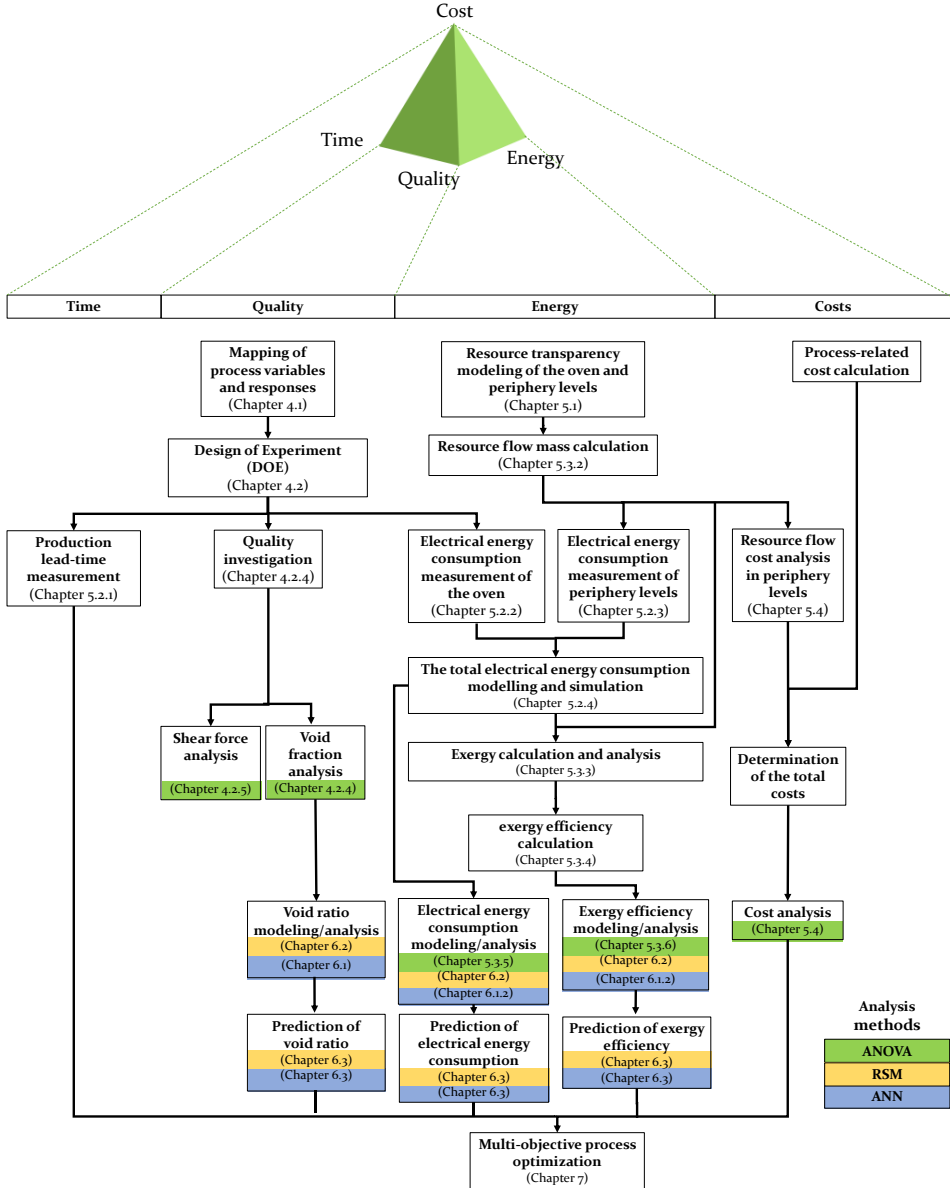 Cost
Time
Energy
Quality
Time
Quality
Energy
Costs
Mapping of
process variables
and responses
(Chapter 4.1)
Resource transparency
modeling of the oven and
periphery levels
(Chapter 5.1)
Process-related
cost calculation
Design of Experiment
(DOE)
(Chapter 4.2)
Resource flow mass calculation
(Chapter 5.3.2)
Production
lead-time
measurement
(Chapter 5.2.1)
Quality
investigation
(Chapter 4.2.4)
Electrical energy
consumption
measurement of
the oven
(Chapter 5.2.2)
Electrical energy
consumption
measurement of
periphery levels
(Chapter 5.2.3)
Resource flow
cost analysis
in periphery
levels
(Chapter 5.4)
The total electrical energy consumption
modelling and simulation
(Chapter 5.2.4)
Shear force
analysis
(Chapter 4.2.5)
Void
fraction
analysis
(Chapter 4.2.4)
Exergy calculation and analysis
(Chapter 5.3.3)
Determination
of the total
costs
exergy efficiency
calculation
(Chapter 5.3.4)
Void ratio
modeling/analysis
(Chapter 6.2)
(Chapter 6.1)
Electrical energy
consumption
modeling/analysis
(Chapter 5.3.5)
(Chapter 6.2)
(Chapter 6.1.2)
Exergy efficiency
modeling/analysis
(Chapter 5.3.6)
(Chapter 6.2)
(Chapter 6.1.2)
Cost analysis
(Chapter 5.4)
Prediction of
void ratio
(Chapter 6.3)
(Chapter 6.3)
Prediction of
electrical energy
consumption
(Chapter 6.3)
(Chapter 6.3)
Prediction of exergy
efficiency
(Chapter 6.3)
(Chapter 6.3)
Analysis
methods
ANOVA
RSM
ANN
Multi-objective process
optimization
(Chapter 7)